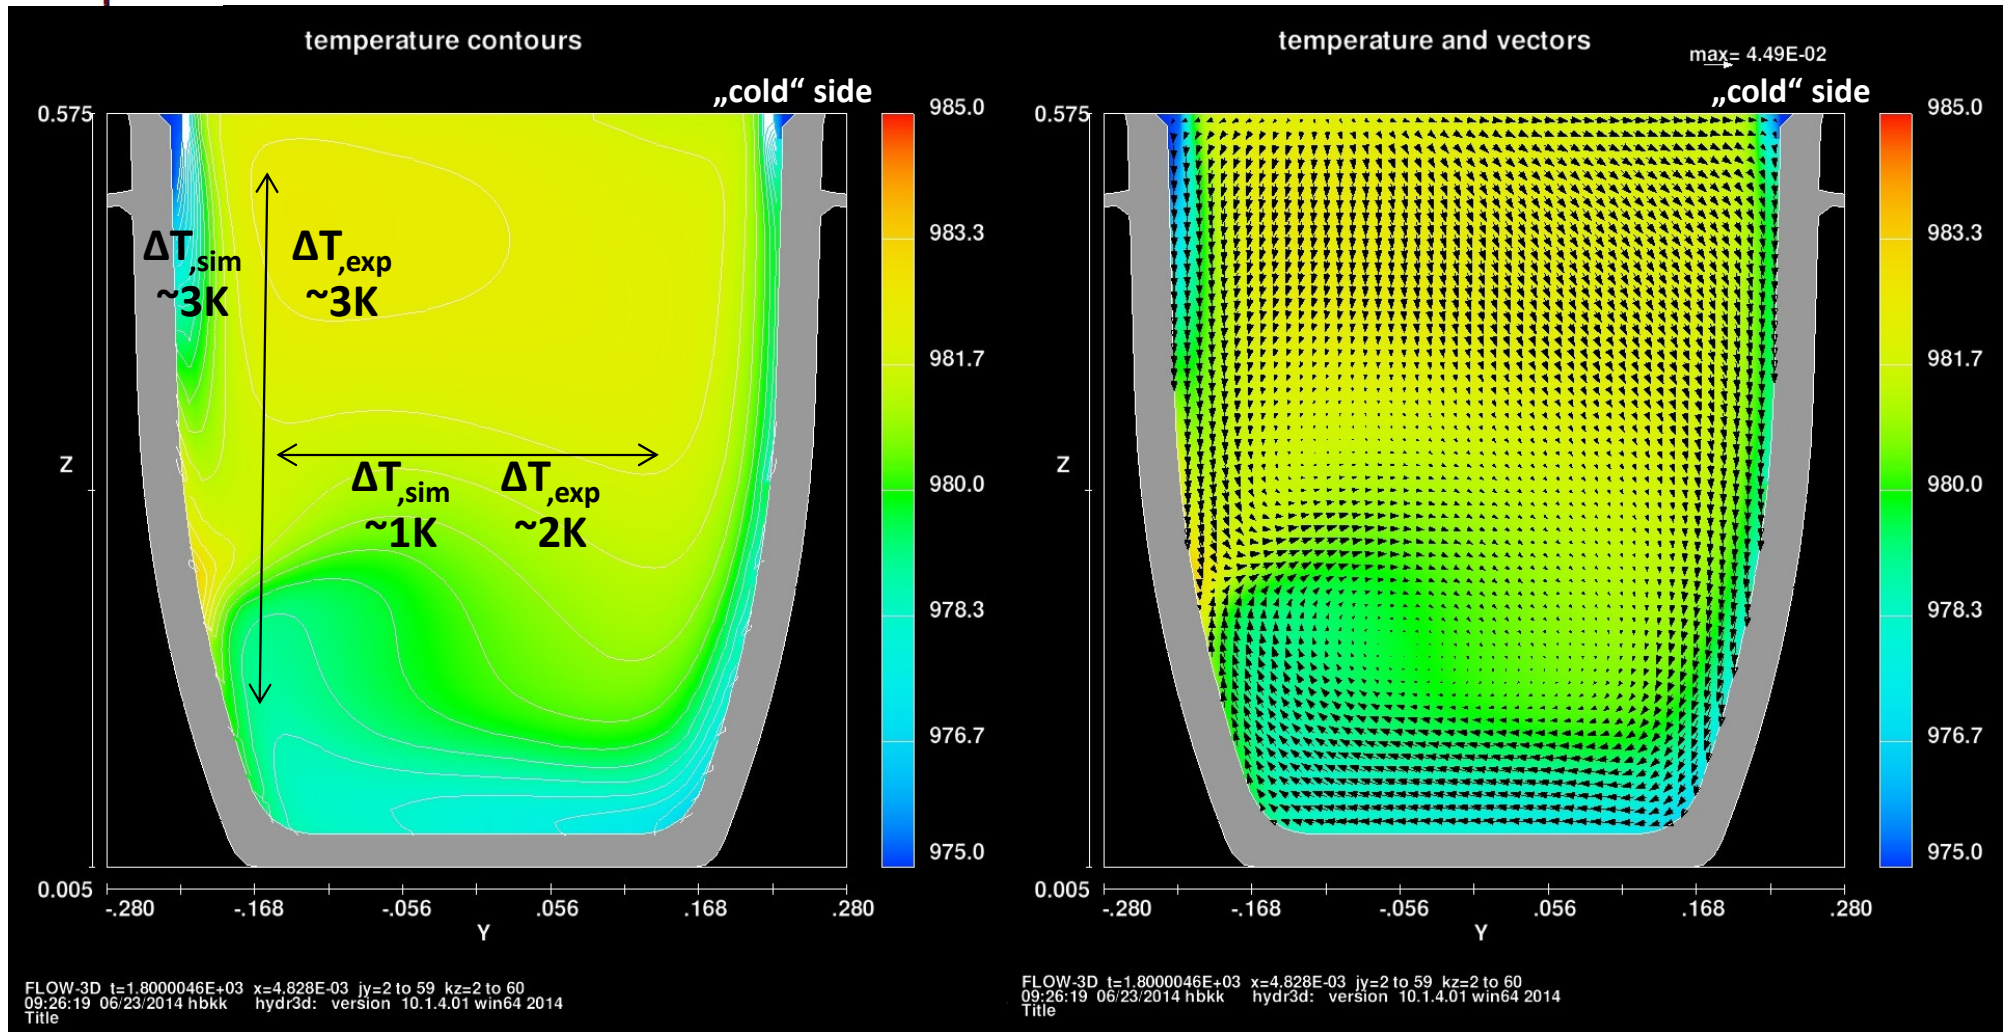 temperature contours
„cold“ side
0.575
985.0
983.3
981.7
980.0
978.3
976.7
975.0
ΔT,sim
~3K
ΔT,exp
~3K
ΔT,sim
~1K
ΔT,exp
~2K
Z
0.005
-.280 -.168 -.056 .056 .168 .280
Y
FLOW-3D t=1.8000046E+03 x=4.828E-03 jy=2 to 59 kz=2 to 60
09:26:19 06/23/2014 hbkk hydr3d: version 10.1.4.01 win64 2014
Title
temperature and vectors
max= 4.49E-02
„cold“ side
0.575
985.0
983.3
981.7
980.0
978.3
976.7
975.0
Z
0.005
-.280 -.168 -.056 .056 .168 .280
Y
FLOW-3D t=1.8000046E+03 x=4.828E-03 jy=2 to 59 kz=2 to 60
09:26:19 06/23/2014 hbkk hydr3d: version 10.1.4.01 win64 2014
Title